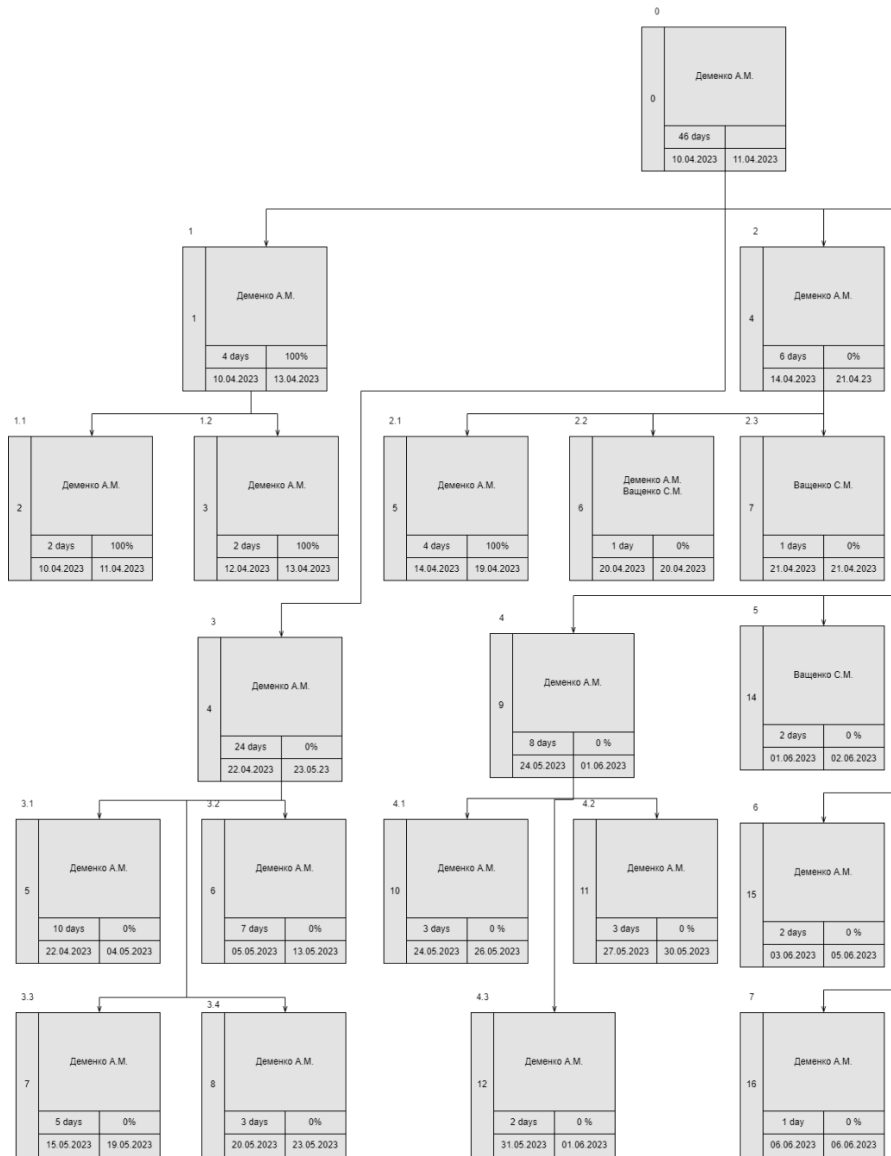 0
Деменко А.М.
0
46 days
10.04.2023 11.04.2023
1
Деменко А.М.
1
4 days 100%
10.04.2023 13.04.2023
2
Деменко А.М.
4
6 days 0%
14.04.2023 21.04.23
1.1
Деменко А.М.
2
2 days 100%
10.04.2023 11.04.2023
1.2
Деменко А.М.
3
2 days 100%
12.04.2023 13.04.2023
2.1
Деменко А.М.
5
4 days 100%
14.04.2023 19.04.2023
2.2
Деменко А.М.
Ващенко С.М.
6
1 day 0%
20.04.2023 20.04.2023
2.3
Ващенко С.М.
7
1 days 0%
21.04.2023 21.04.2023
3
Деменко А.М.
4
24 days 0%
22.04.2023 23.05.23
4
Деменко А.М.
9
8 days 0 %
24.05.2023 01.06.2023
5
Ващенко С.М.
14
2 days 0 %
01.06.2023 02.06.2023
3.1
Деменко А.М.
5
10 days 0%
22.04.2023 04.05.2023
3.2
Деменко А.М.
6
7 days 0%
05.05.2023 13.05.2023
4.1
Деменко А.М.
10
3 days 0 %
24.05.2023 26.05.2023
4.2
Деменко А.М.
11
3 days 0 %
27.05.2023 30.05.2023
6
Деменко А.М.
15
2 days 0 %
03.06.2023 05.06.2023
3.3
Деменко А.М.
7
5 days 0%
15.05.2023 19.05.2023
3.4
Деменко А.М.
8
3 days 0%
20.05.2023 23.05.2023
4.3
Деменко А.М.
12
2 days 0 %
31.05.2023 01.06.2023
7
Деменко А.М.
16
1 day 0 %
06.06.2023 06.06.2023